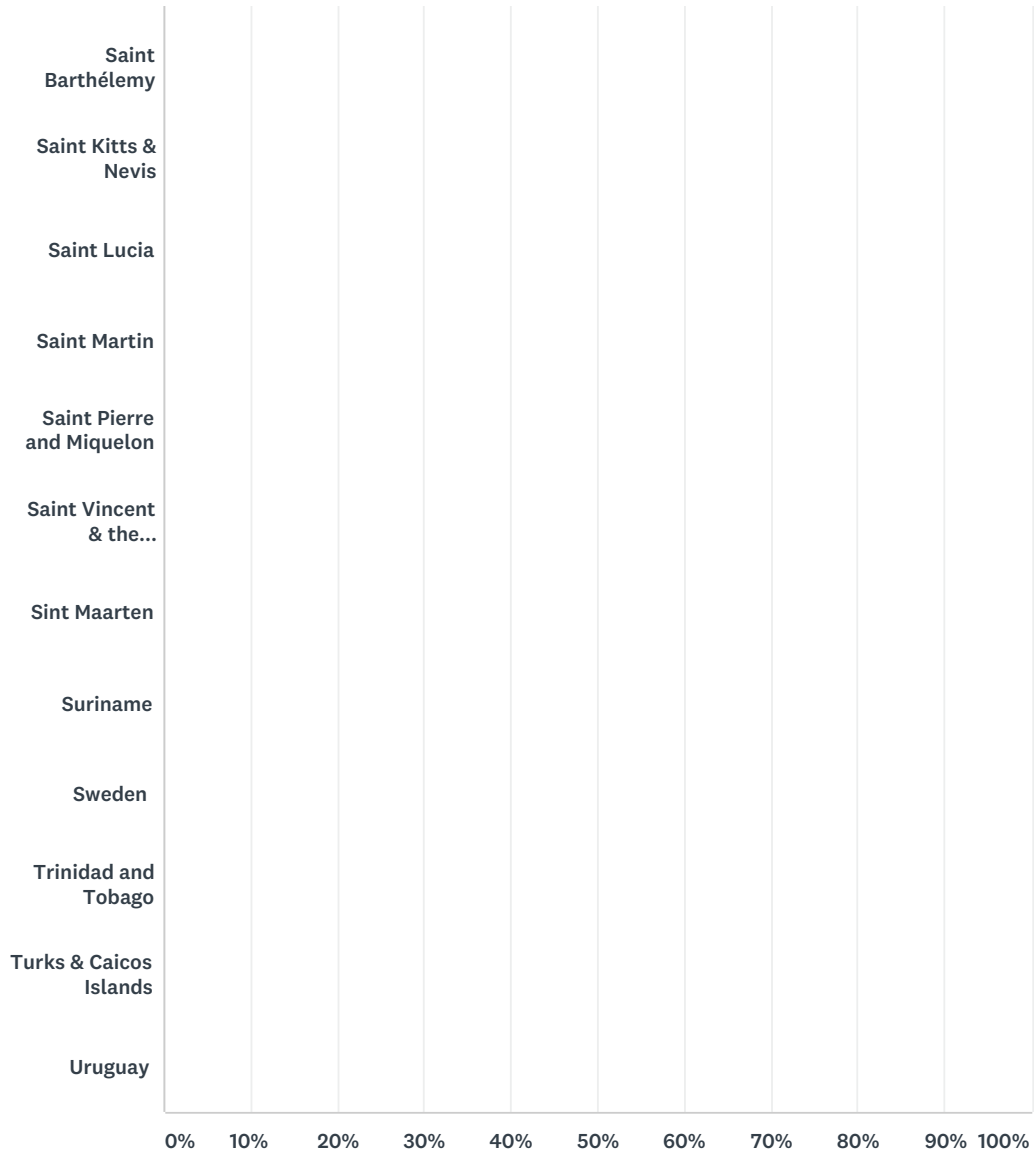 Saint
Barthélemy
Saint Kitts &
Nevis
Saint Lucia
Saint Martin
Saint Pierre
and Miquelon
Saint Vincent
& the...
Sint Maarten
Suriname
Sweden
Trinidad and
Tobago
Turks & Caicos
Islands
Uruguay
0% 10% 20% 30% 40% 50% 60% 70% 80% 90% 100%